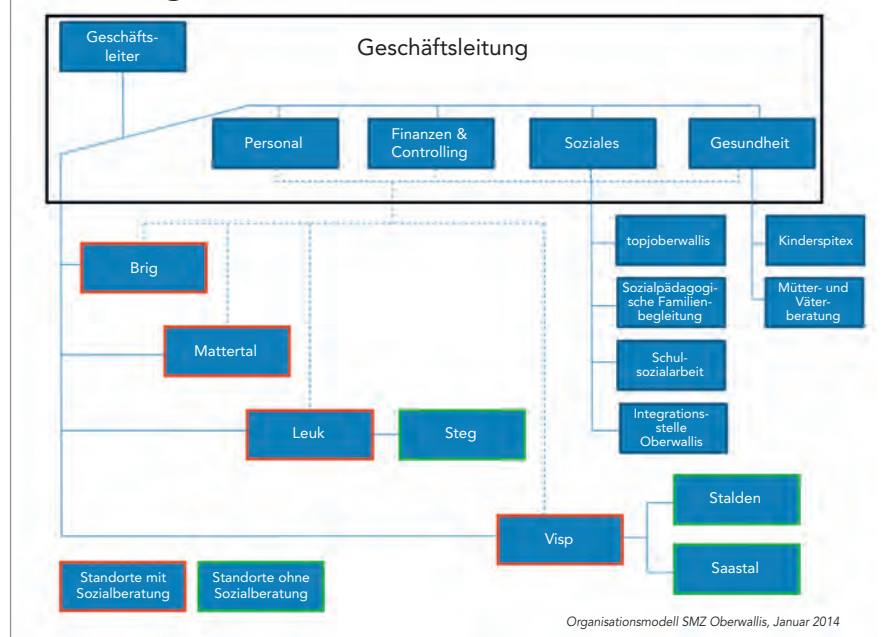 Geschäfts-
leiter
Geschäftsleitung
Personal
Finanzen &
Controlling
Soziales
Gesundheit
topjoberwallis
Kinderspitex
Brig
Sozialpädagogi-
sche Familien-
begleitung
Mütter- und
Väter-
beratung
Mattertal
Schul-
sozialarbeit
Leuk
Steg
Integrations-
stelle
Oberwallis
Stalden
Visp
Saastal
Standorte mit
Sozialberatung
Standorte ohne
Sozialberatung
Organisationsmodell SMZ Oberwallis, Januar 2014